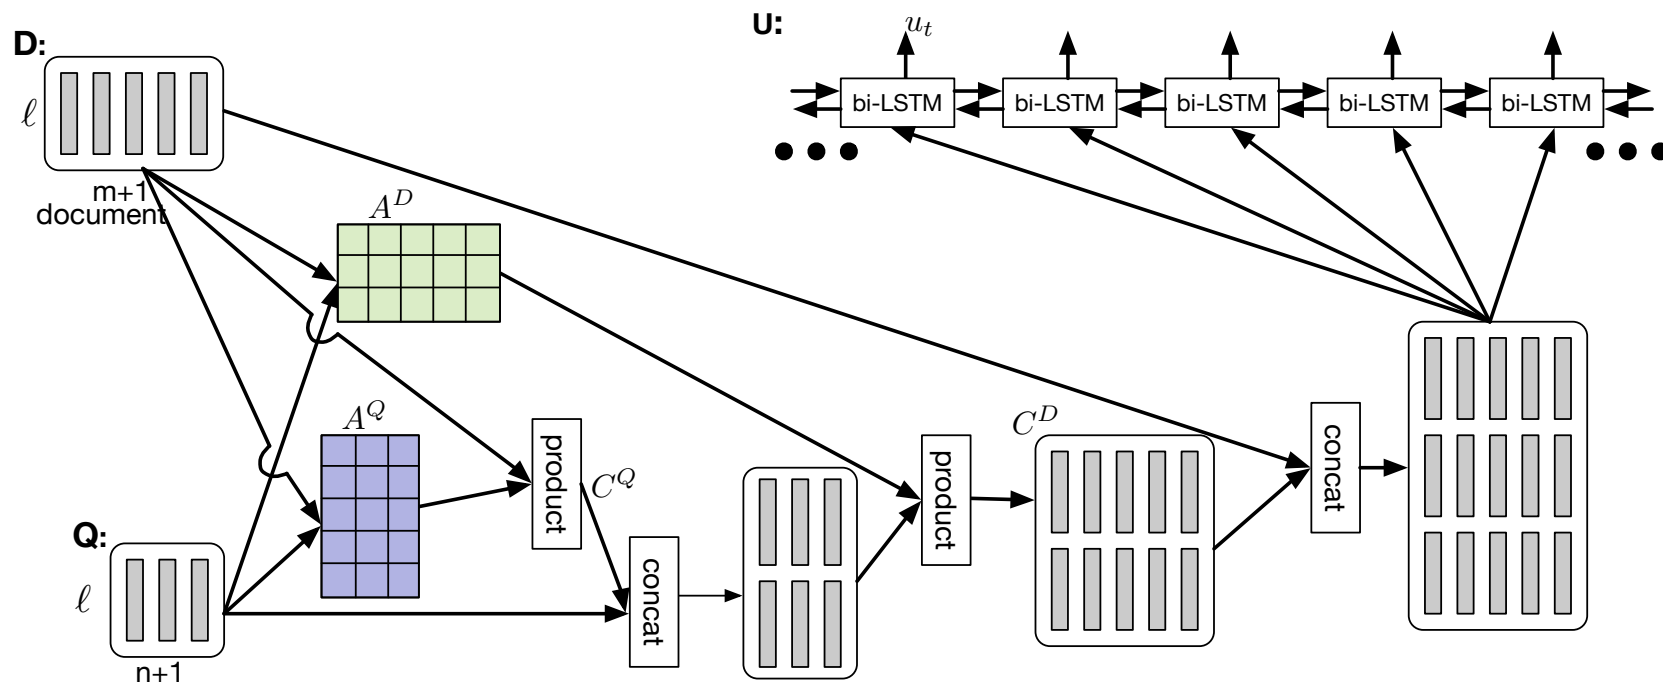 D:
U:
u_t
bi-LSTM
bi-LSTM
bi-LSTM
bi-LSTM
bi-LSTM
ℓ
m+1
document
A^D
A^Q
product
C^Q
product
C^D
concat
Q:
ℓ
n+1
concat